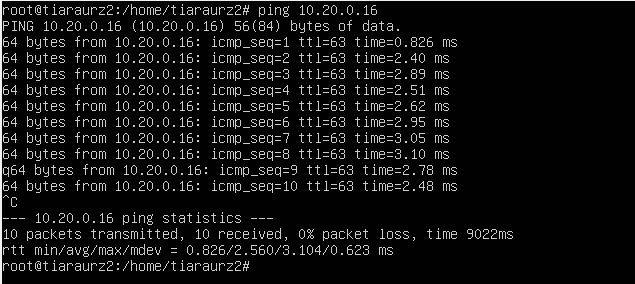 root@tiaraurz2:/home/tiaraurz2# ping 10.20.0.16
PING 10.20.0.16 (10.20.0.16) 56(84) bytes of data.
64 bytes from 10.20.0.16: icmp_seq=1 ttl=63 time=0.826 ms
64 bytes from 10.20.0.16: icmp_seq=2 ttl=63 time=2.40 ms
64 bytes from 10.20.0.16: icmp_seq=3 ttl=63 time=2.89 ms
64 bytes from 10.20.0.16: icmp_seq=4 ttl=63 time=2.51 ms
64 bytes from 10.20.0.16: icmp_seq=5 ttl=63 time=2.62 ms
64 bytes from 10.20.0.16: icmp_seq=6 ttl=63 time=2.95 ms
64 bytes from 10.20.0.16: icmp_seq=7 ttl=63 time=3.05 ms
64 bytes from 10.20.0.16: icmp_seq=8 ttl=63 time=3.10 ms
q64 bytes from 10.20.0.16: icmp_seq=9 ttl=63 time=2.78 ms
64 bytes from 10.20.0.16: icmp_seq=10 ttl=63 time=2.48 ms
^C
--- 10.20.0.16 ping statistics ---
10 packets transmitted, 10 received, 0% packet loss, time 9022ms
rtt min/avg/max/mdev = 0.826/2.560/3.104/0.623 ms
root@tiaraurz2:/home/tiaraurz2#